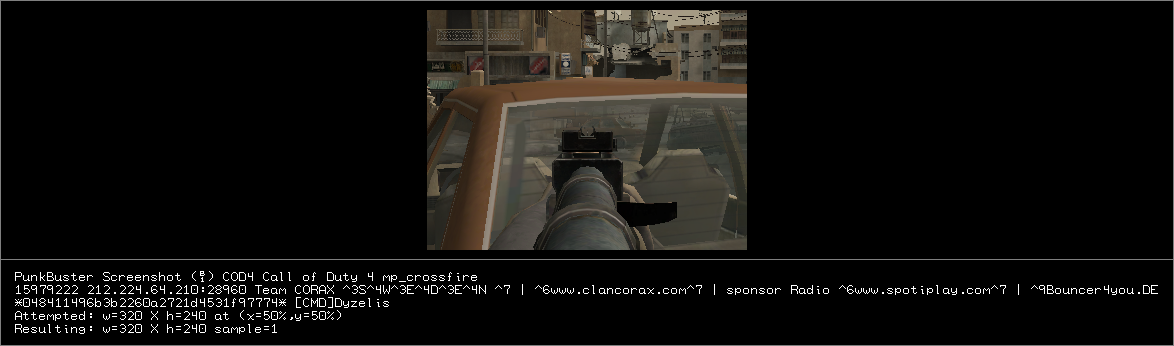 PunkBuster Screenshot (B1) COD4 Call of Duty 4 mp_crossfire
15979222 212.224.64.210:28960 Team CORAX ^3S^4W^3E^4D^3E^4N ^7 | ^6www.clancorax.com^7 | sponsor Radio ^6www.spotiplay.com^7 | ^9Bouncer4you.DE
*048411496b3b2260a2721d4531f97774* [CMD]Dyzelis
Attempted: w=320 X h=240 at (x=50%,y=50%)
Resulting: w=320 X h=240 sample=1